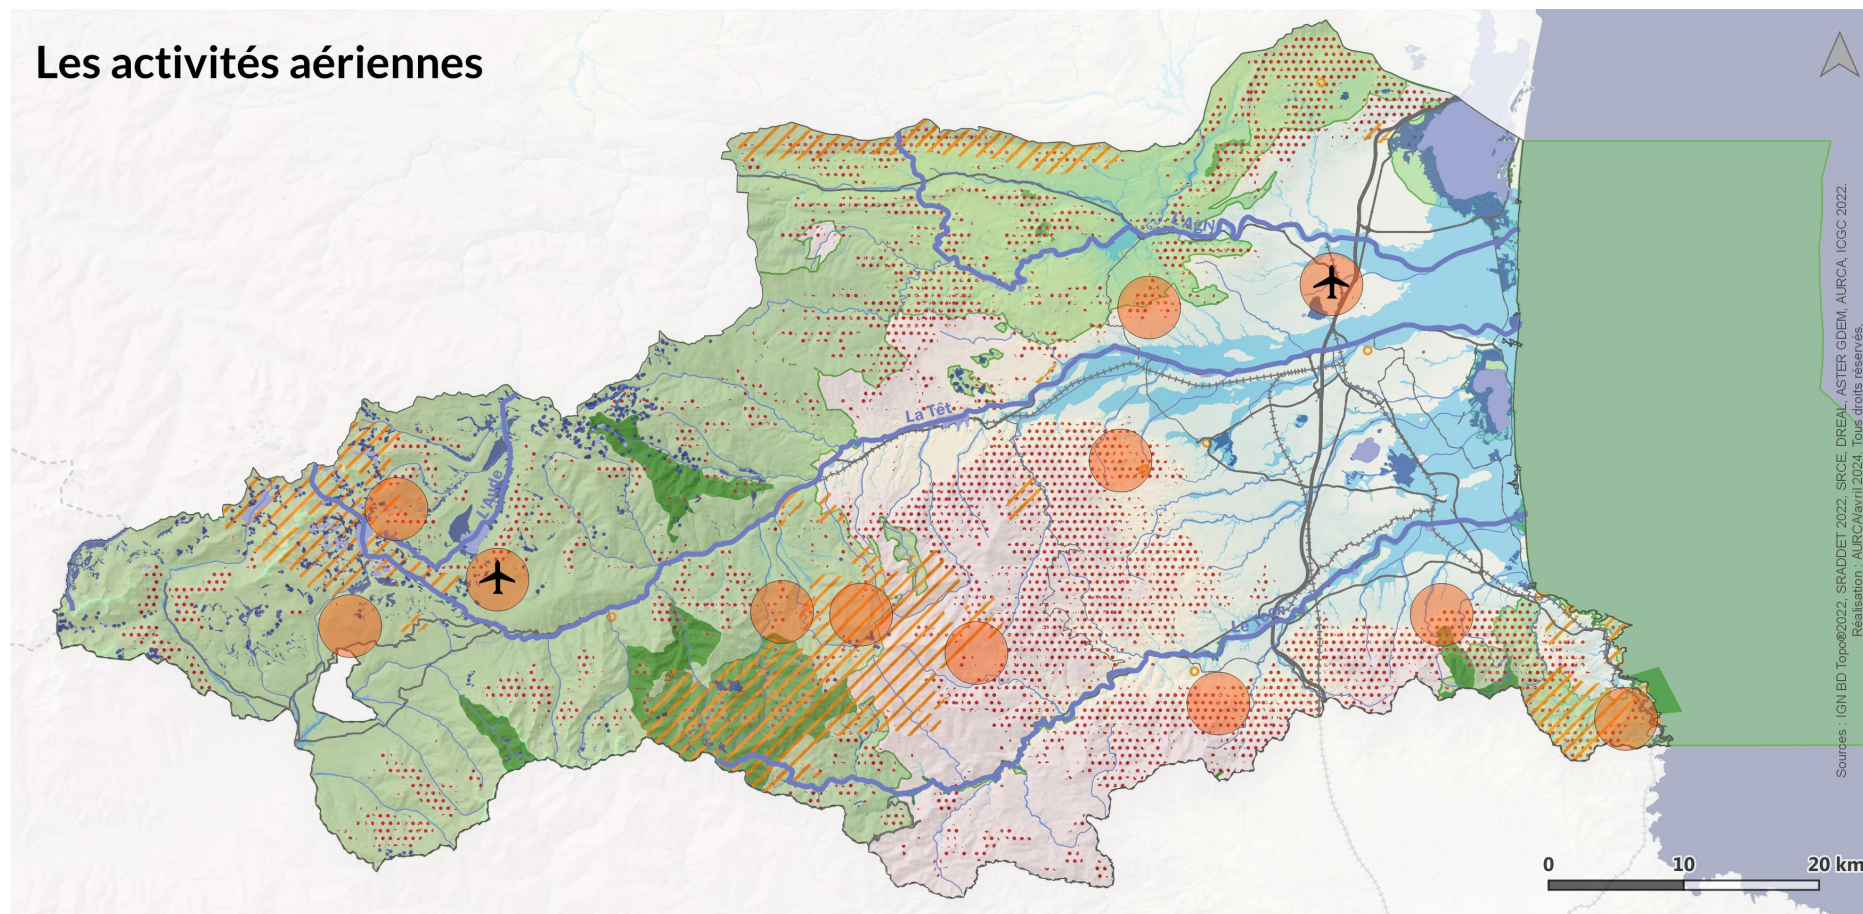 Les activités aériennes
L'Agly
La Têt
L'Aude
Le Tech
0 10 20 km
Sources : IGN BD Topo®2022, SRADDET 2022, SRCE, DREAL, ASTER GDEM, AURCA, ICGC 2022.
Réalisation : AURCA/avril 2024. Tous droits réservés.